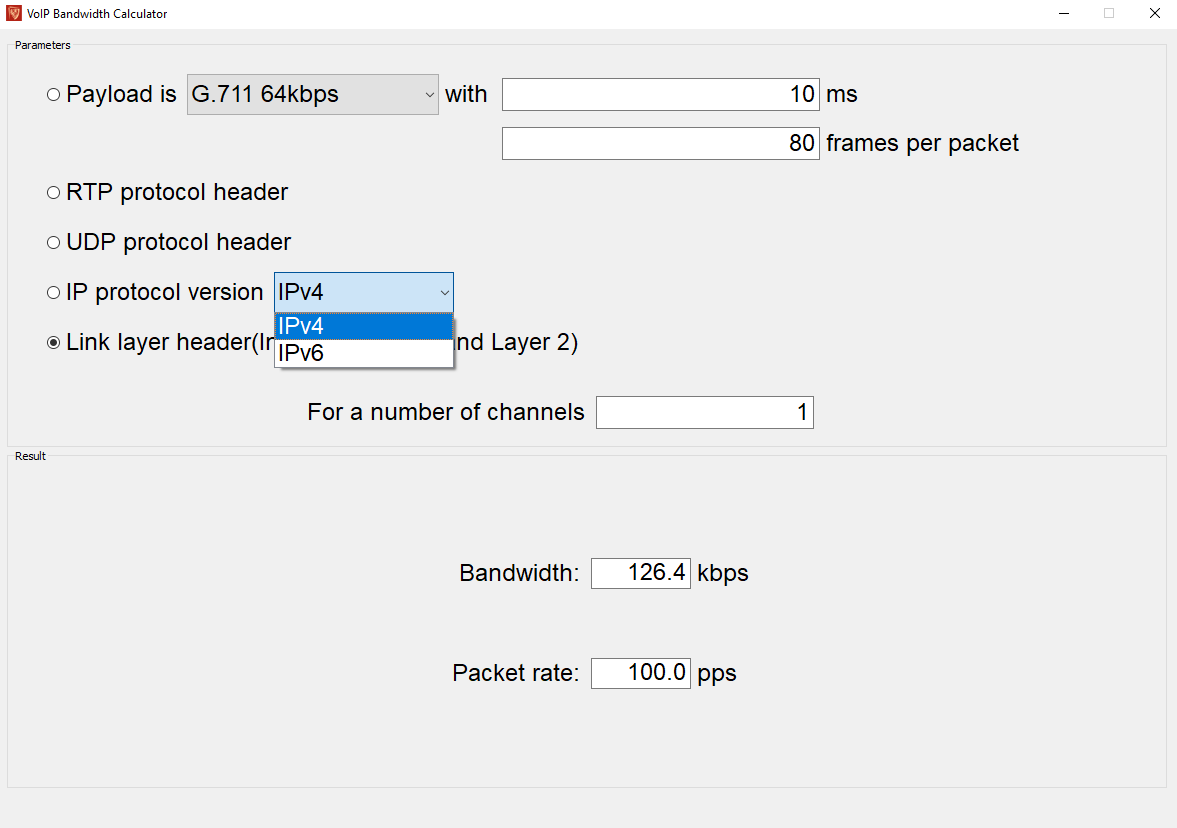 VoIP Bandwidth Calculator
Parameters
Payload is G.711 64kbps with 10 ms
80 frames per packet
RTP protocol header
UDP protocol header
IP protocol version IPv4
IPv4
Link layer header nd Layer 2)
IPv6
For a number of channels 1
Result
Bandwidth: 126.4 kbps
Packet rate: 100.0 pps